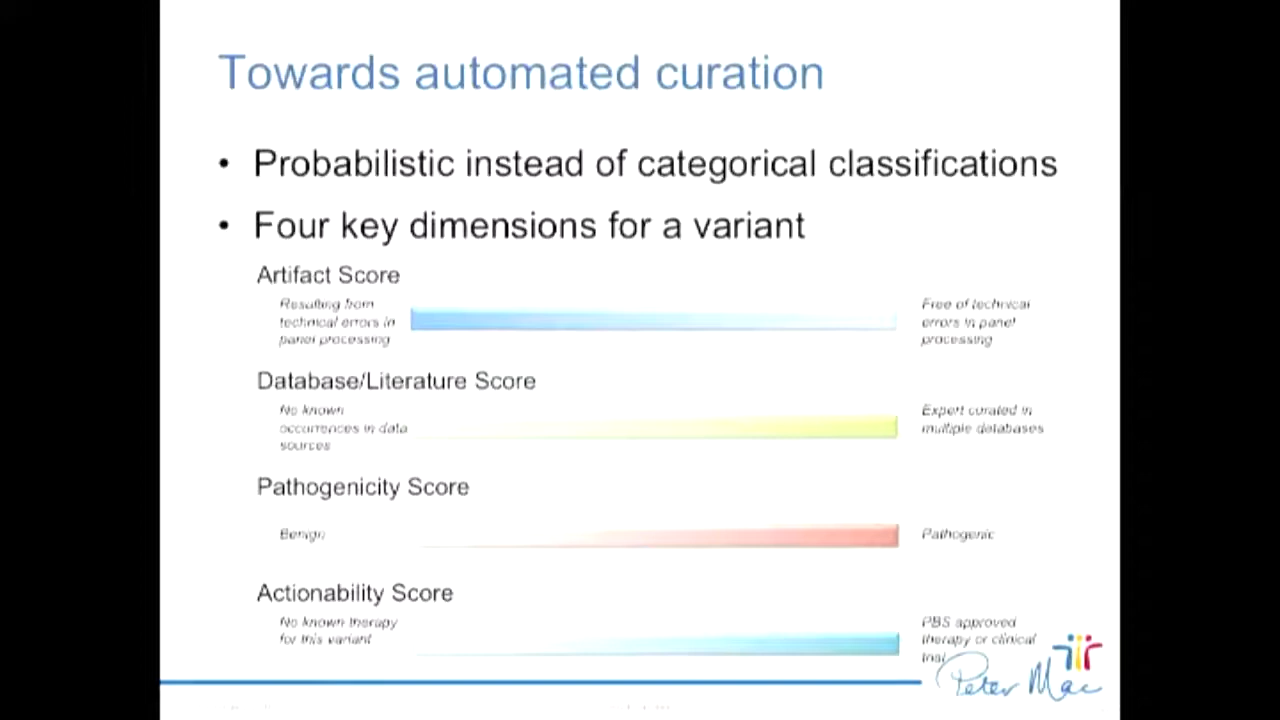 Towards automated curation
• Probabilistic instead of categorical classifications
• Four key dimensions for a variant
Artifact Score
Resulting from
technical errors in
panel processing
Free of technical
errors in panel
processing
Database/Literature Score
No known
occurrences in data
sources
Expert curated in
multiple databases
Pathogenicity Score
Benign
Pathogenic
Actionability Score
No known therapy
for this variant
PBS approved
therapy or clinical
trial
Peter Mac